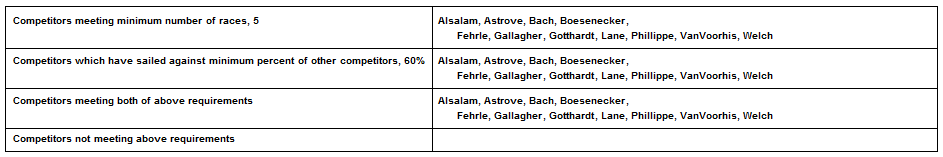 Competitors meeting minimum number of races, 5
Alsalam, Astrove, Bach, Boesenecker,
Fehrle, Gallagher, Gotthardt, Lane, Phillippe, VanVoorhis, Welch
Competitors which have sailed against minimum percent of other competitors, 60%
Alsalam, Astrove, Bach, Boesenecker,
Fehrle, Gallagher, Gotthardt, Lane, Phillippe, VanVoorhis, Welch
Competitors meeting both of above requirements
Alsalam, Astrove, Bach, Boesenecker,
Fehrle, Gallagher, Gotthardt, Lane, Phillippe, VanVoorhis, Welch
Competitors not meeting above requirements